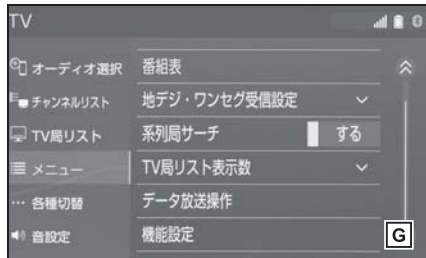 TV
オーディオ選択
チャンネルリスト
TV局リスト
メニュー
各種切替
音設定
番組表
地デジ・ワンセグ受信設定
系列局サーチ
する
TV局リスト表示数
データ放送操作
機能設定
G